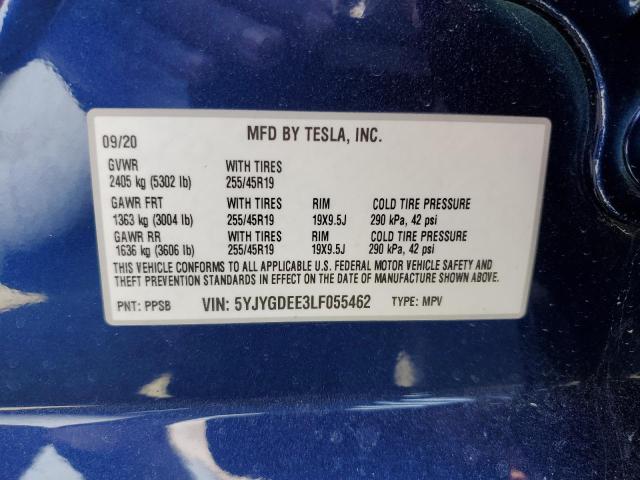 09/20 MFD BY TESLA, INC.
GVWR WITH TIRES
2405 kg (5302 lb) 255/45R19
GAWR FRT WITH TIRES RIM COLD TIRE PRESSURE
1363 kg (3004 lb) 255/45R19 19X9.5J 290 kPa, 42 psi
GAWR RR WITH TIRES RIM COLD TIRE PRESSURE
1636 kg (3606 lb) 255/45R19 19X9.5J 290 kPa, 42 psi
THIS VEHICLE CONFORMS TO ALL APPLICABLE U.S. FEDERAL MOTOR VEHICLE SAFETY AND
THEFT PREVENTION STANDARDS IN EFFECT ON THE DATE OF MANUFACTURE SHOWN ABOVE.
PNT: PPSB VIN: 5YJYGDEE3LF055462 TYPE: MPV